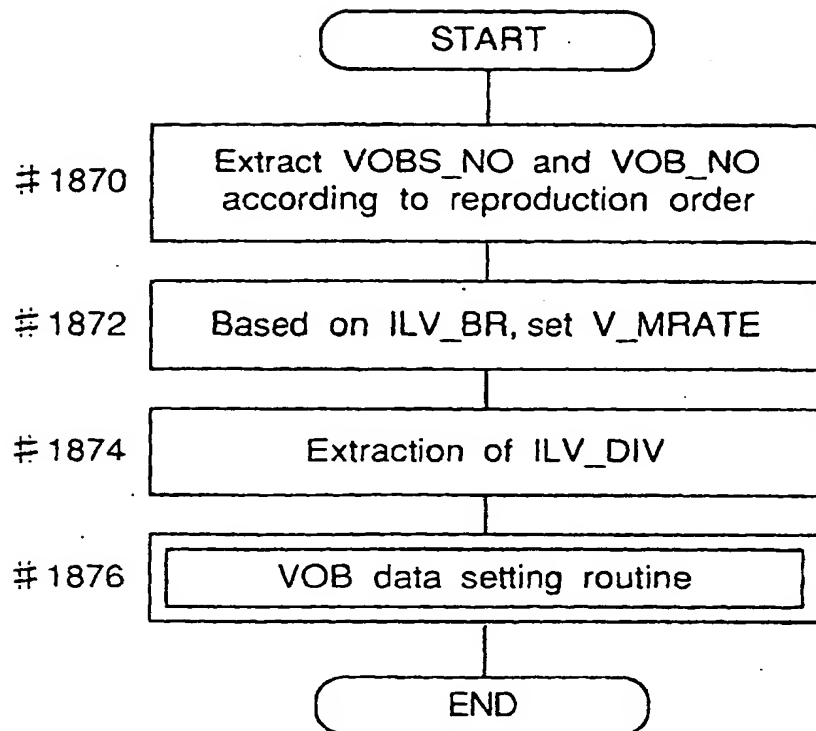 START
#1870
Extract VOBS_NO and VOB_NO
according to reproduction order
#1872
Based on ILV_BR, set V_MRATE
#1874
Extraction of ILV_DIV
#1876
VOB data setting routine
END